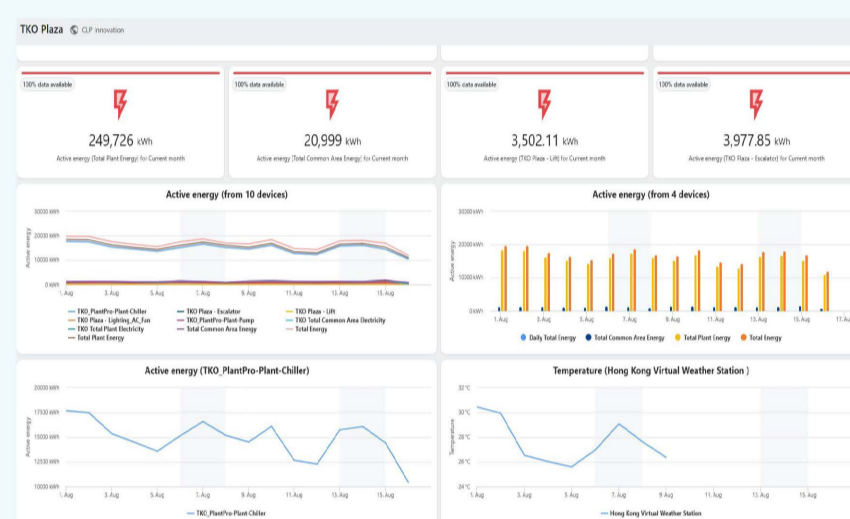 TKO Plaza CLP Innovation
100% data available 100% data available 100% data available 100% data available
249,726 kWh 20,999 kWh 3,502.11 kWh 3,977.85 kWh
Active energy (Total Plant Energy) for Current month Active energy (Total Common Area Energy) for Current month Active energy (TKO Plaza - Lift) for Current month Active energy (TKO Plaza - Escalator) for Current month
Active energy (from 10 devices)
30000 kWh
20000 kWh
10000 kWh
0 kWh
Active energy
1. Aug 3. Aug 5. Aug 7. Aug 9. Aug 11. Aug 13. Aug 15. Aug
TKO_PlantPro-Plant-Chiller TKO Plaza - Escalator TKO Plaza - Lift
TKO Plaza - Lighting_AC_Fan TKO_PlantPro-Plant-Pump TKO Total Common Area Electricity
TKO Total Plant Electricity Total Common Area Energy Total Energy
Total Plant Energy
Active energy (from 4 devices)
30000 kWh
20000 kWh
10000 kWh
0 kWh
Active energy
1. Aug 3. Aug 5. Aug 7. Aug 9. Aug 11. Aug 13. Aug 15. Aug 17. Au
Daily Total Energy Total Common Area Energy Total Plant Energy Total Energy
Active energy (TKO_PlantPro-Plant-Chiller)
20000 kWh
17500 kWh
15000 kWh
12500 kWh
10000 kWh
Active energy
1. Aug 3. Aug 5. Aug 7. Aug 9. Aug 11. Aug 13. Aug 15. Aug
TKO_PlantPro-Plant-Chiller
Temperature (Hong Kong Virtual Weather Station )
32 °C
30 °C
28 °C
26 °C
24 °C
Temperature
1. Aug 3. Aug 5. Aug 7. Aug 9. Aug 11. Aug 13. Aug 15. Aug
Hong Kong Virtual Weather Station